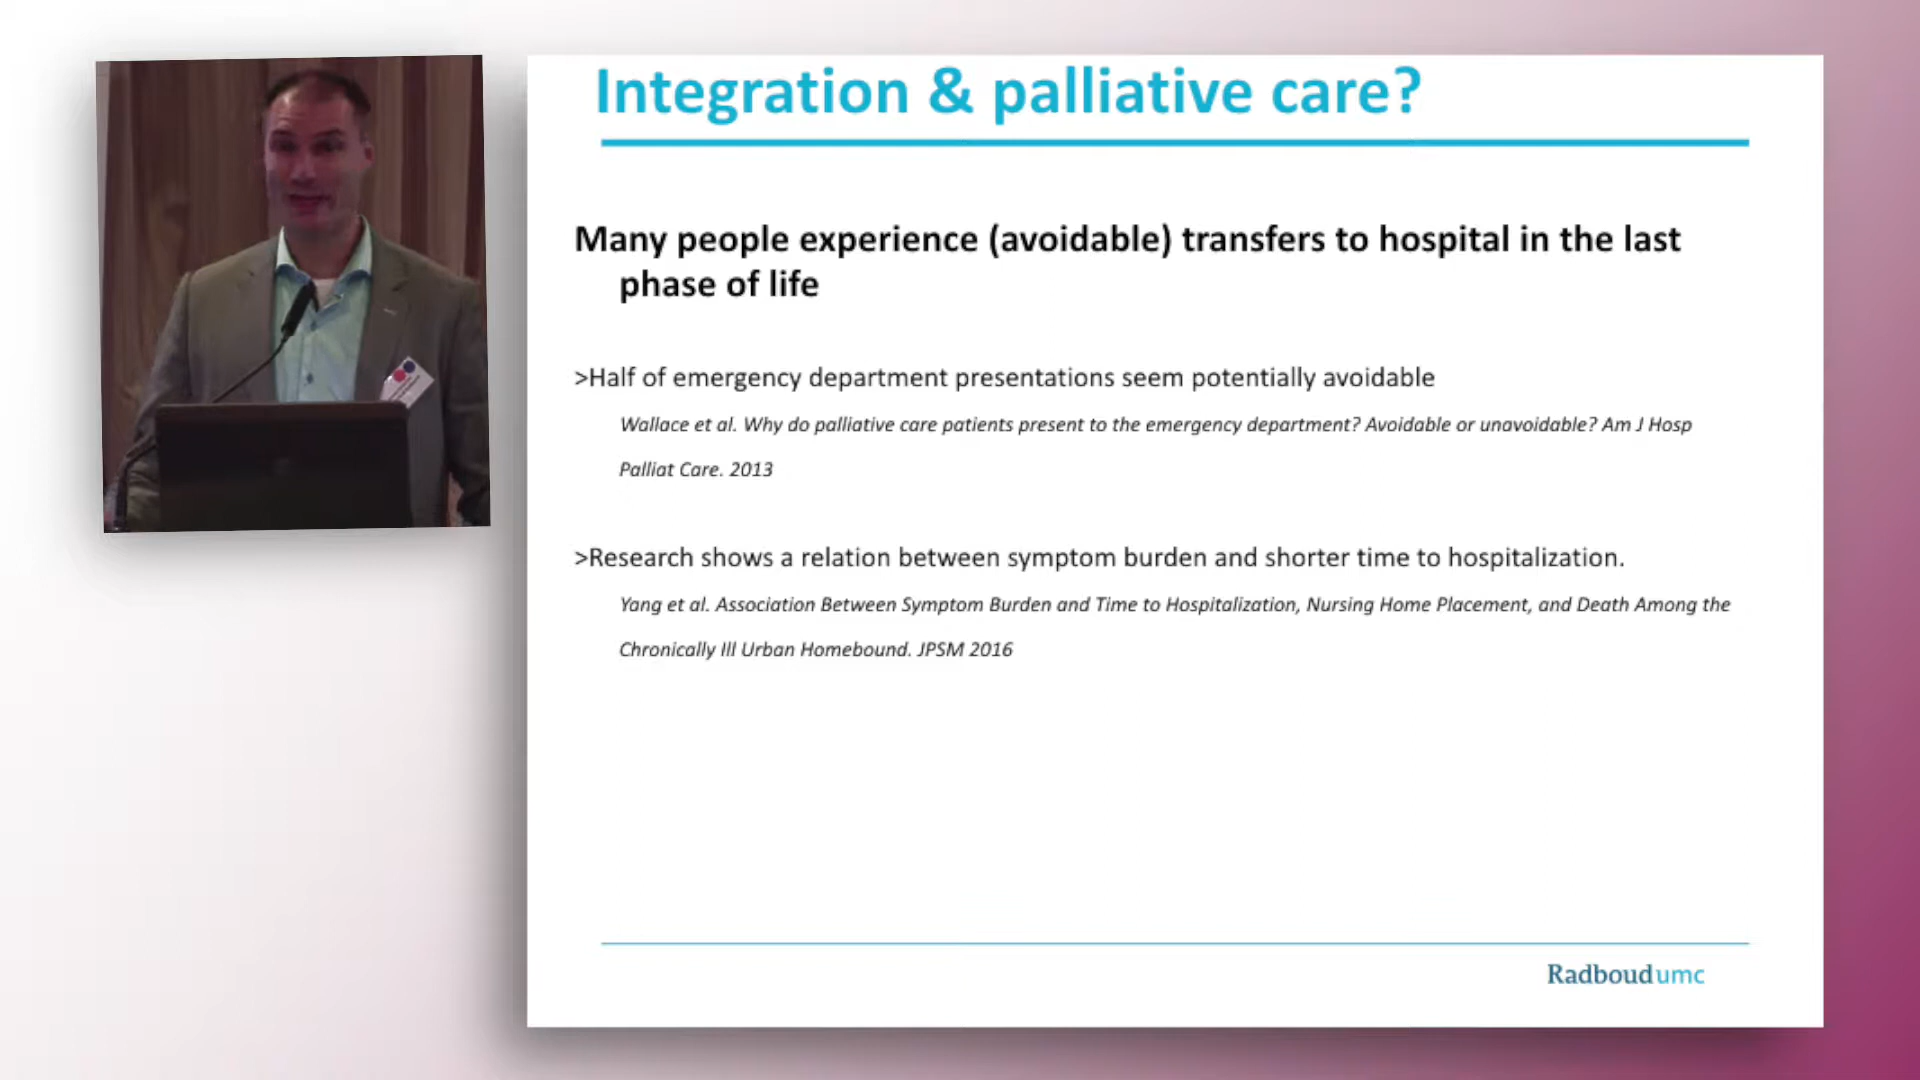 Integration & palliative care?
Many people experience (avoidable) transfers to hospital in the last
phase of life
>Half of emergency department presentations seem potentially avoidable
Wallace et al. Why do palliative care patients present to the emergency department? Avoidable or unavoidable? Am J Hosp
Palliat Care. 2013
>Research shows a relation between symptom burden and shorter time to hospitalization.
Yang et al. Association Between Symptom Burden and Time to Hospitalization, Nursing Home Placement, and Death Among the
Chronically Ill Urban Homebound. JPSM 2016
Radboudumc